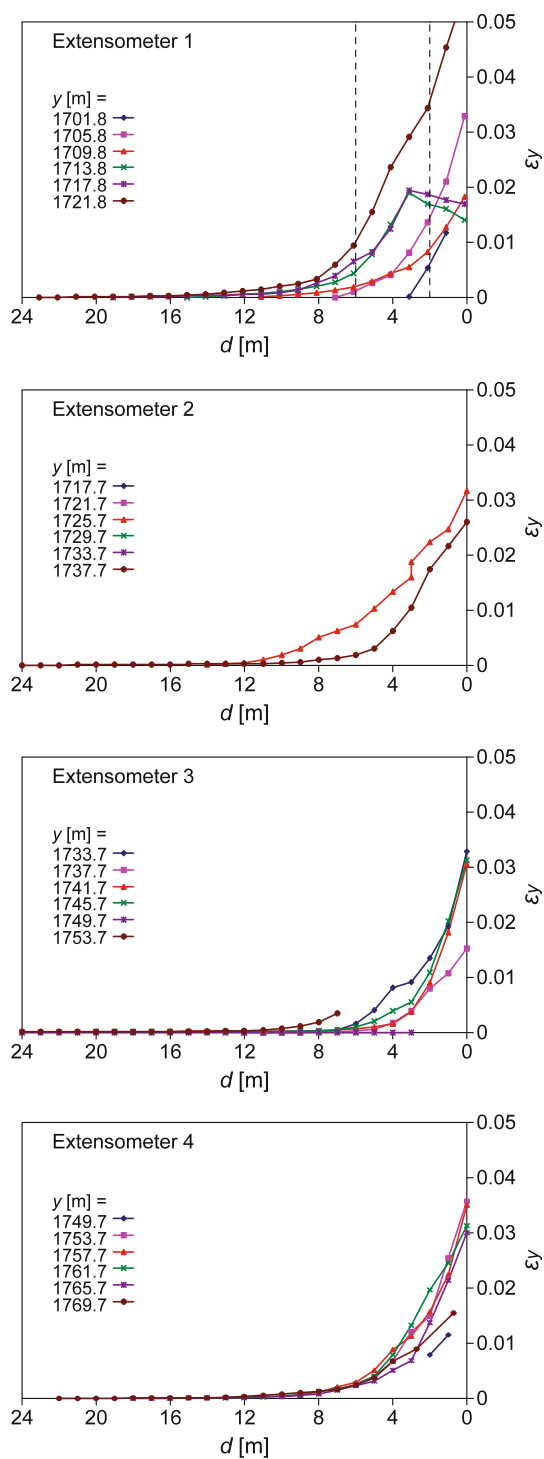 Extensometer 1
y [m] =
1701.8
1705.8
1709.8
1713.8
1717.8
1721.8
0.05
0.04
0.03
0.02
0.01
0
εy
24 20 16 12 8 4 0
d [m]
Extensometer 2
y [m] =
1717.7
1721.7
1725.7
1729.7
1733.7
1737.7
0.05
0.04
0.03
0.02
0.01
0
εy
24 20 16 12 8 4 0
d [m]
Extensometer 3
y [m] =
1733.7
1737.7
1741.7
1745.7
1749.7
1753.7
0.05
0.04
0.03
0.02
0.01
0
εy
24 20 16 12 8 4 0
d [m]
Extensometer 4
y [m] =
1749.7
1753.7
1757.7
1761.7
1765.7
1769.7
0.05
0.04
0.03
0.02
0.01
0
εy
24 20 16 12 8 4 0
d [m]